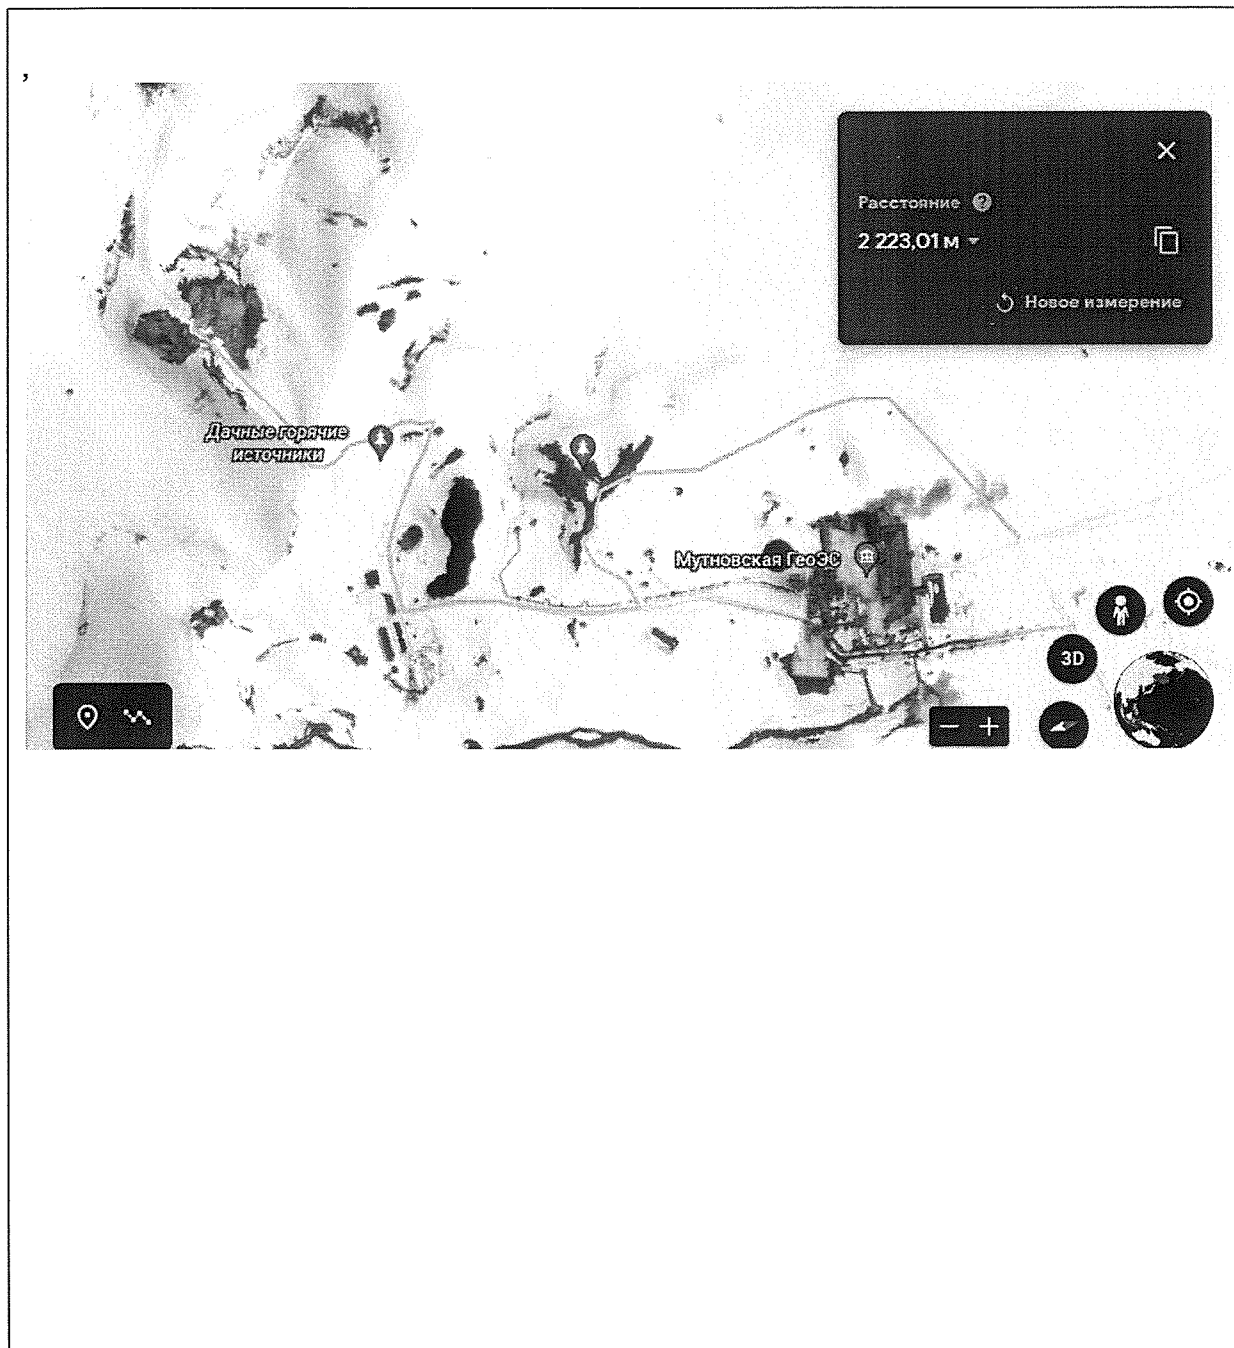 ,
Расстояние ?
2 223,01 м
Новое измерение
Дачные горячие
источники
Мутновская ГеоЭС
3D